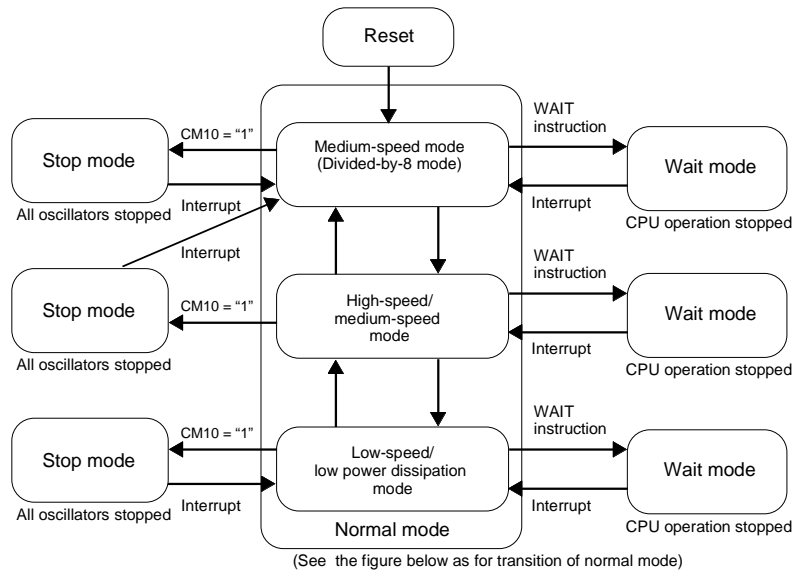 Reset
Medium-speed mode
(Divided-by-8 mode)
CM10 = “1”
Stop mode
Interrupt
All oscillators stopped
WAIT
instruction
Wait mode
Interrupt
CPU operation stopped
Interrupt
Stop mode
CM10 = “1”
All oscillators stopped
High-speed/
medium-speed
mode
WAIT
instruction
Wait mode
Interrupt
CPU operation stopped
CM10 = “1”
Stop mode
Interrupt
All oscillators stopped
Low-speed/
low power dissipation
mode
WAIT
instruction
Wait mode
Interrupt
CPU operation stopped
Normal mode
(See the figure below as for transition of normal mode)